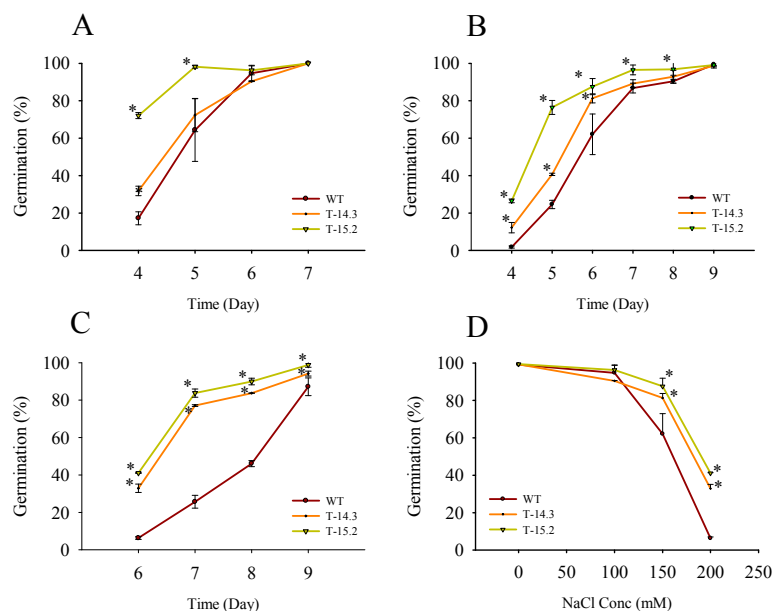 A
100
80
60
40
20
0
Germination (%)
*
*
*
WT
T-14.3
T-15.2
4 5 6 7
Time (Day)
B
100
80
60
40
20
0
Germination (%)
*
*
*
*
*
*
*
*
WT
T-14.3
T-15.2
4 5 6 7 8 9
Time (Day)
C
100
80
60
40
20
0
Germination (%)
*
*
*
*
*
*
*
*
WT
T-14.3
T-15.2
6 7 8 9
Time (Day)
D
100
80
60
40
20
0
Germination (%)
*
*
*
*
WT
T-14.3
T-15.2
0 50 100 150 200 250
NaCl Conc (mM)